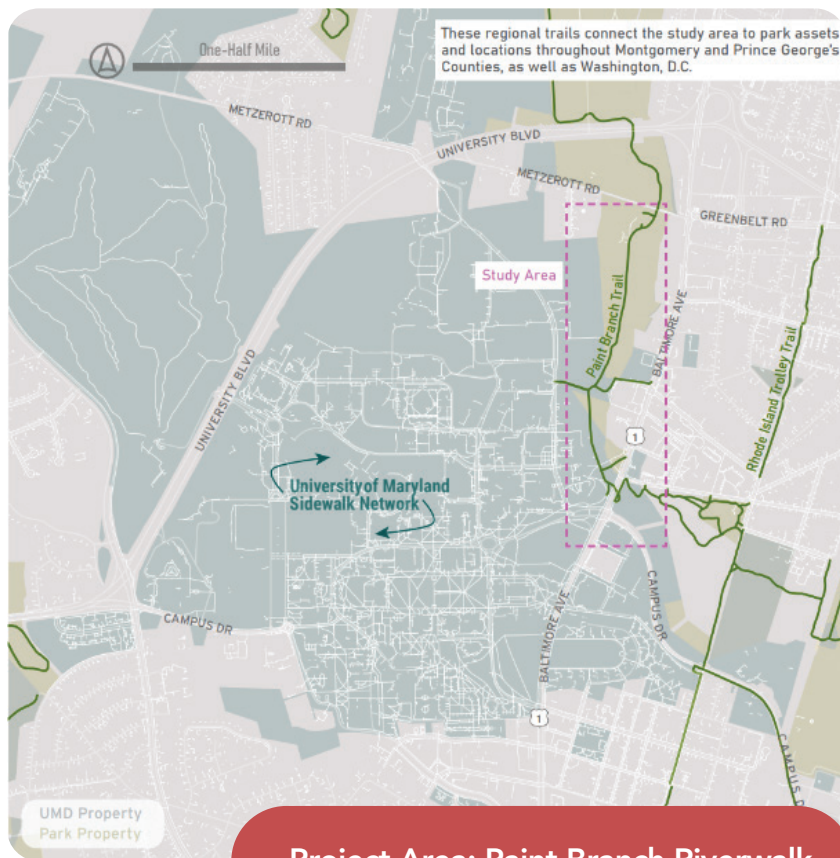 These regional trails connect the study area to park assets
and locations throughout Montgomery and Prince George's
Counties, as well as Washington, D.C.
One-Half Mile
METZEROTT RD
UNIVERSITY BLVD
METZEROTT RD
GREENBELT RD
Study Area
Paint Branch Trail
BALTIMORE AVE
Rhode Island Trolley Trail
UNIVERSITY BLVD
1
University of Maryland
Sidewalk Network
CAMPUS DR
CAMPUS DR
BALTIMORE AVE
1
CAMPUS D
UMD Property
Park Property
Project Area: Paint Branch Riverwalk